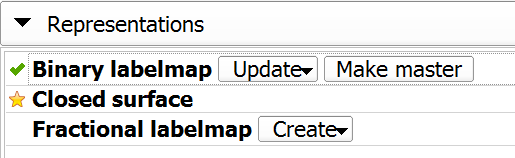 Representations
Binary labelmap Update Make master
Closed surface
Fractional labelmap Create